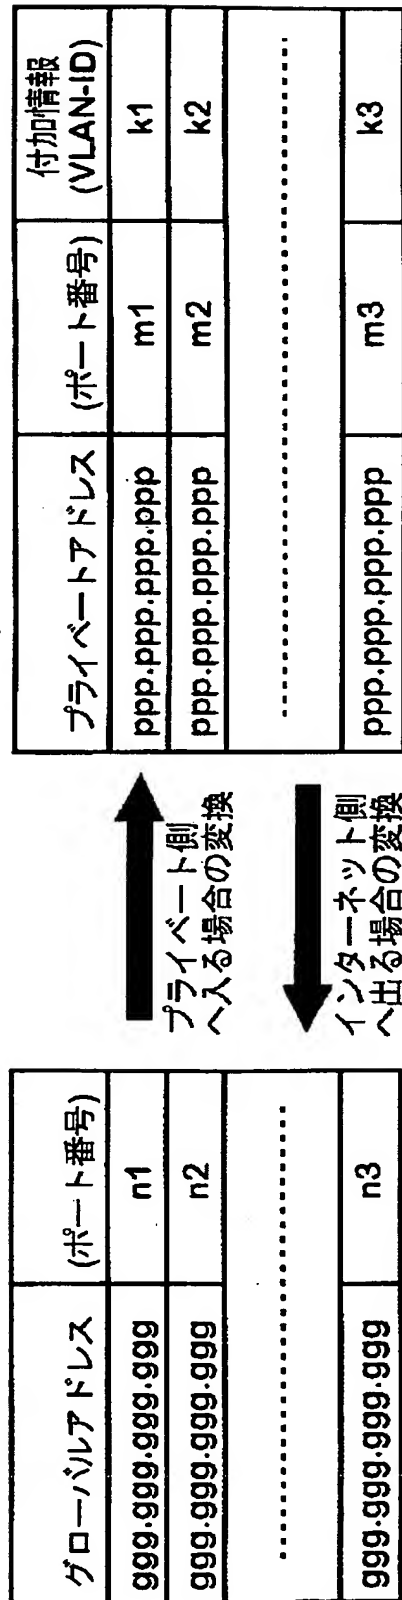 グローバルアドレス (ポート番号)
ggg.ggg.ggg.ggg n1
ggg.ggg.ggg.ggg n2
ggg.ggg.ggg.ggg n3
プライベート側
へ入る場合の変換
インターネット側
へ出る場合の変換
プライベートアドレス (ポート番号) 付加情報
(VLAN-ID)
ppp.ppp.ppp.ppp m1 k1
ppp.ppp.ppp.ppp m2 k2
ppp.ppp.ppp.ppp m3 k3